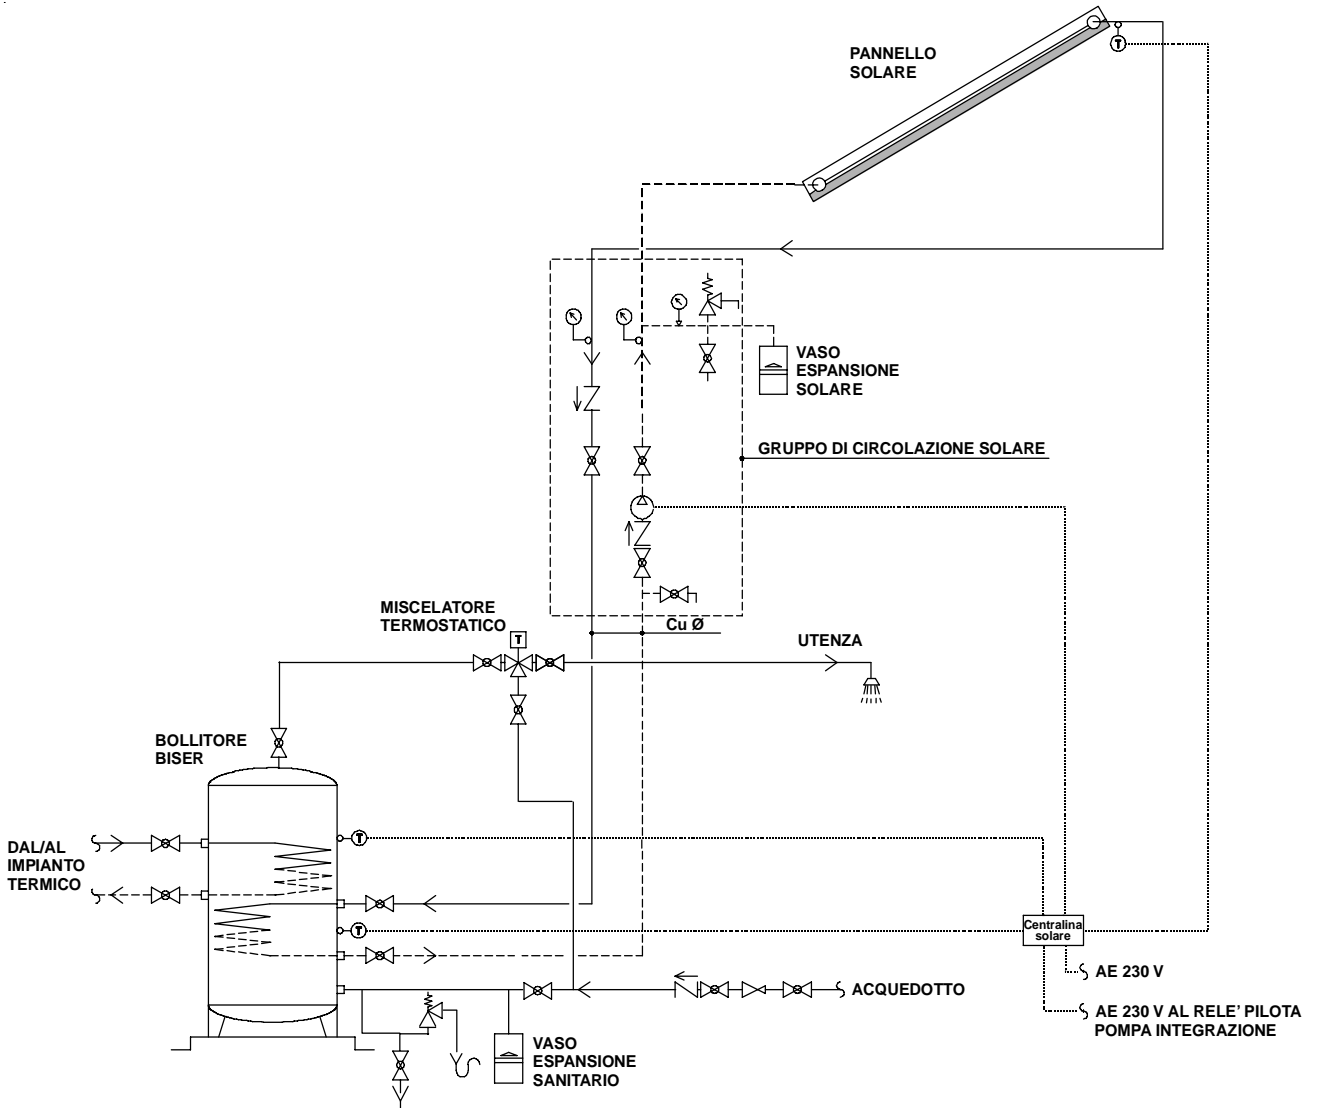 PANNELLO
SOLARE
T
VASO
ESPANSIONE
SOLARE
GRUPPO DI CIRCOLAZIONE SOLARE
MISCELATORE
TERMOSTATICO
Cu Ø
T
UTENZA
BOLLITORE
BISER
DAL/AL
IMPIANTO
TERMICO
T
T
Centralina
solare
AE 230 V
ACQUEDOTTO
AE 230 V AL RELE' PILOTA
POMPA INTEGRAZIONE
VASO
ESPANSIONE
SANITARIO